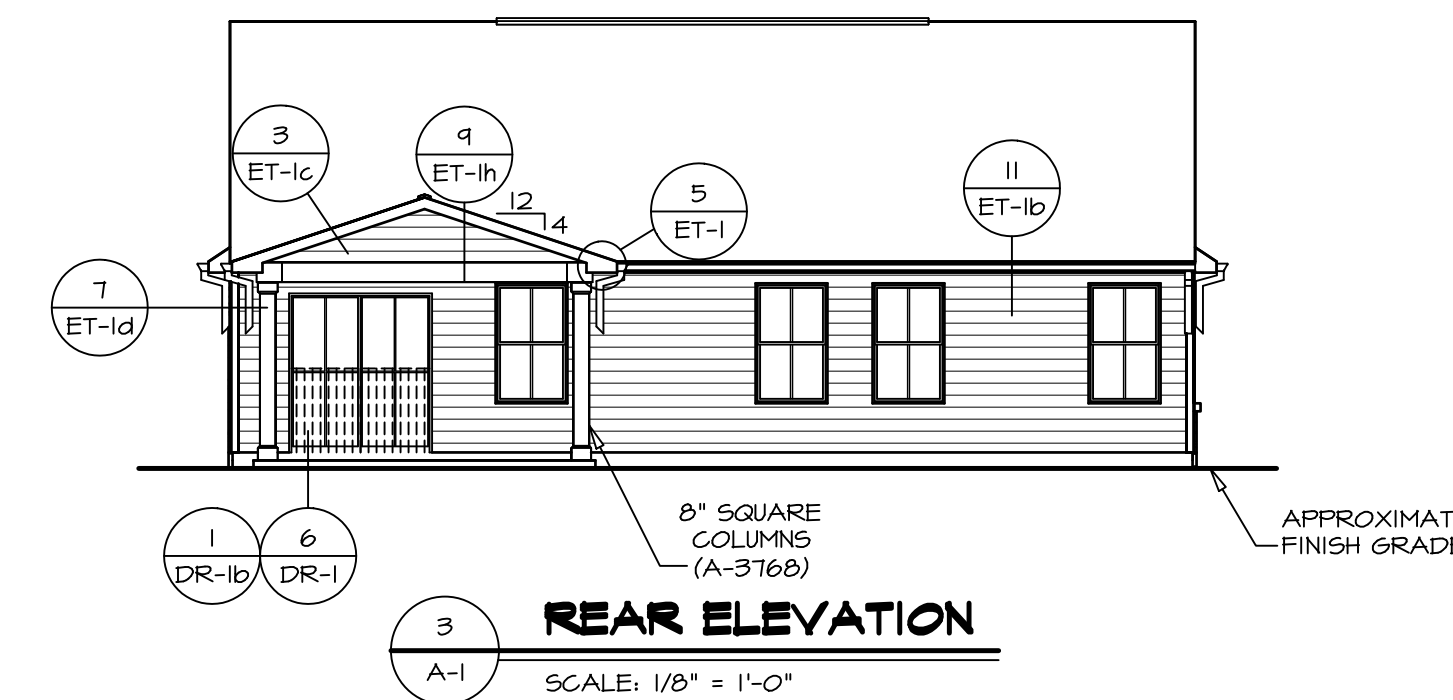 3
ET-1c
9
ET-1h
12
4
5
ET-1
11
ET-1b
7
ET-1d
8" SQUARE
COLUMNS
(A-3768)
APPROXIMAT
FINISH GRAD
1
DR-1b
6
DR-1
3
A-1
REAR ELEVATION
SCALE: 1/8" = 1'-0"